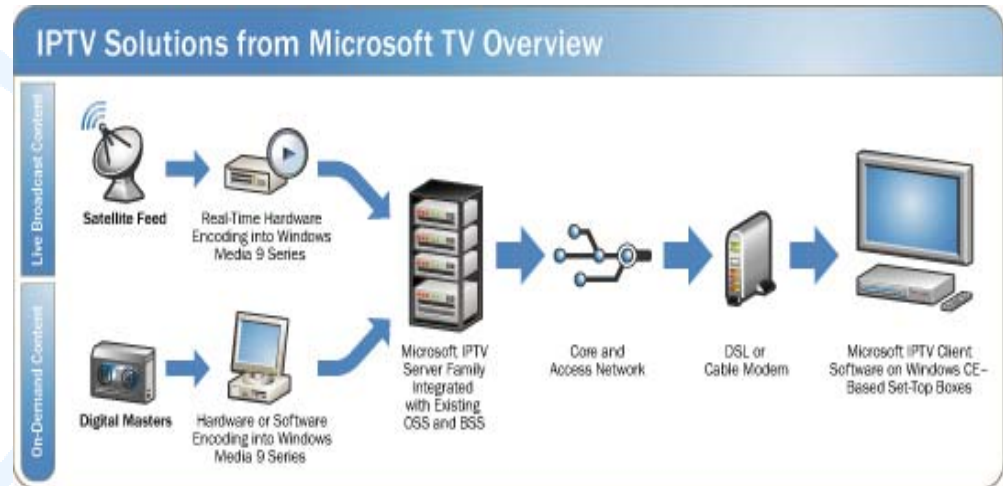 IPTV Solutions from Microsoft TV Overview
Live Broadcast Content
Satellite Feed
Real-Time Hardware
Encoding into Windows
Media 9 Series
On-Demand Content
Digital Masters
Hardware or Software
Encoding into Windows
Media 9 Series
Microsoft IPTV
Server Family
Integrated
with Existing
OSS and BSS
Core and
Access Network
DSL or
Cable Modem
Microsoft IPTV Client
Software on Windows CE–
Based Set-Top Boxes